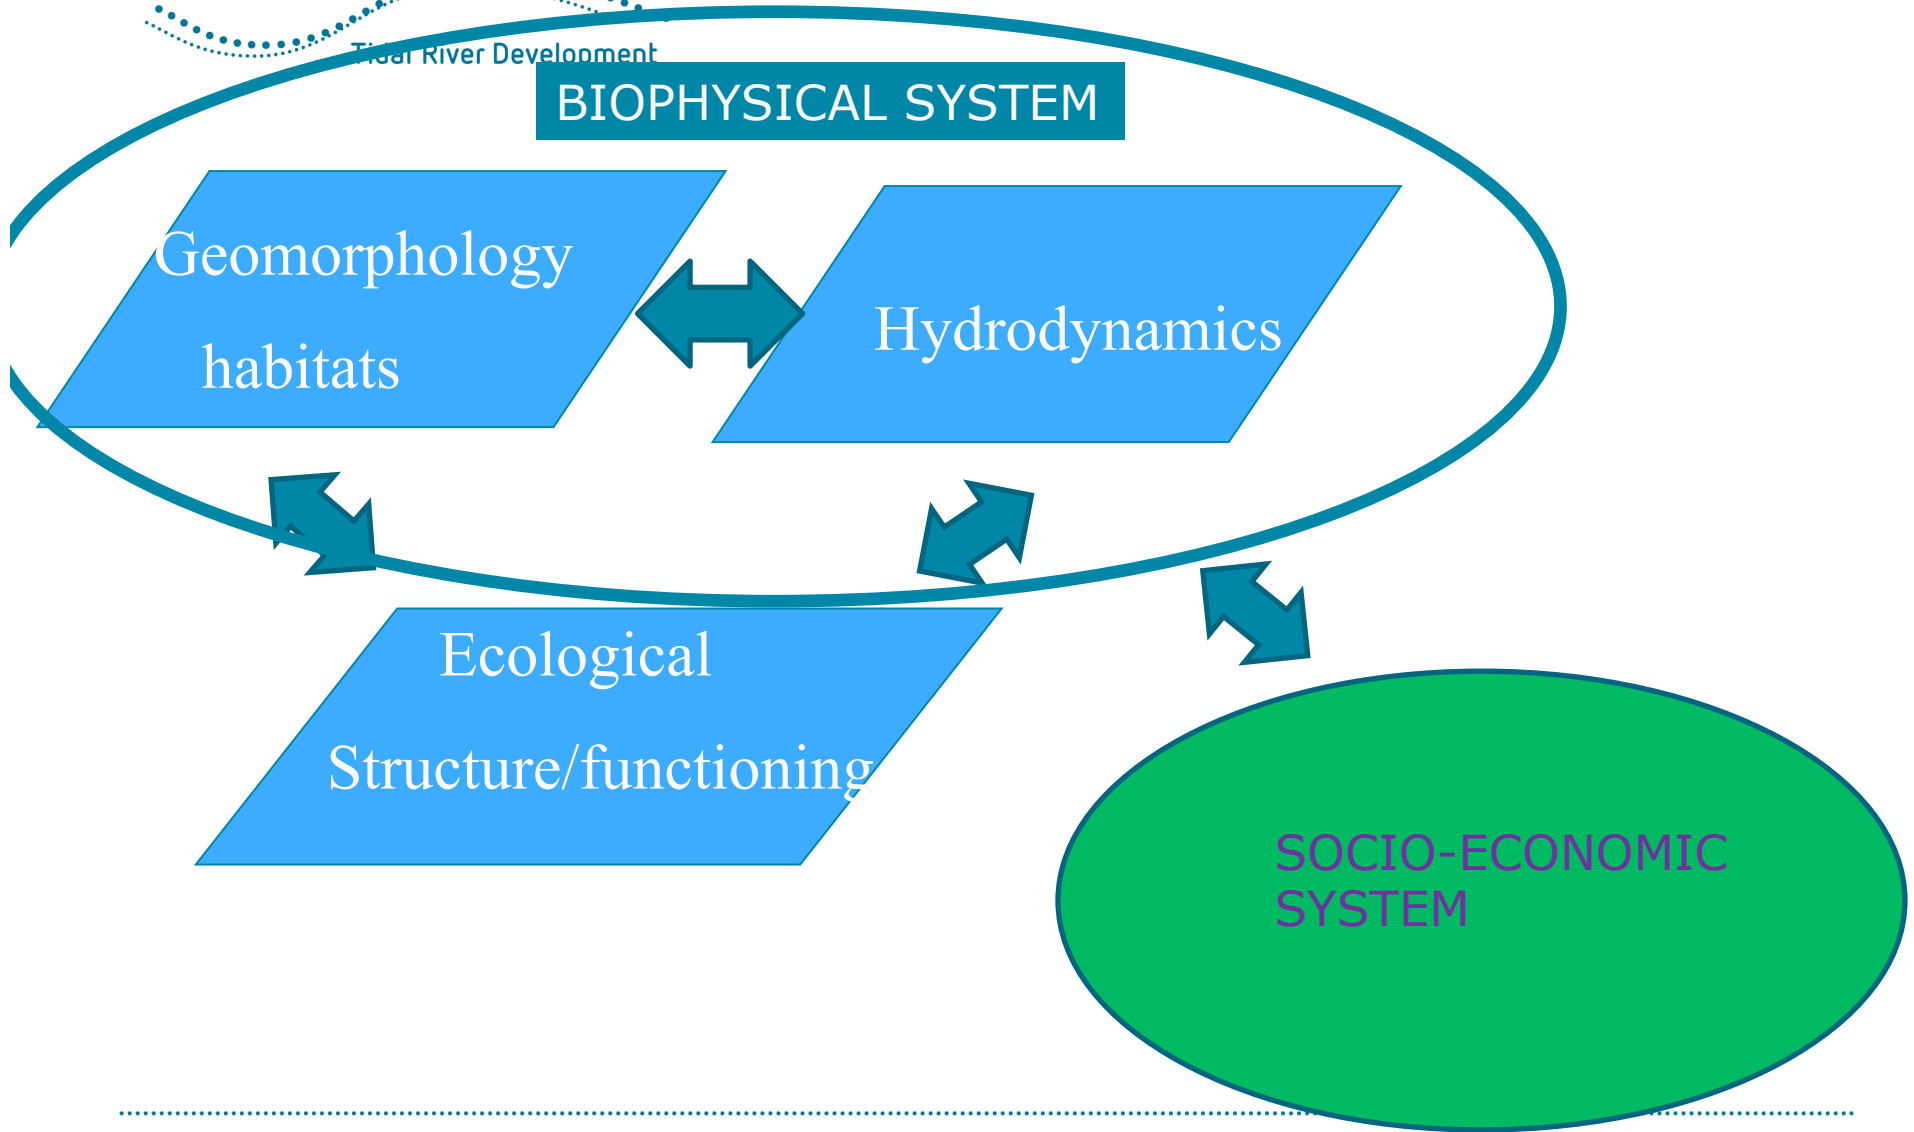 Tidal River Development
BIOPHYSICAL SYSTEM
Geomorphology
habitats
Hydrodynamics
Ecological
Structure/functioning
SOCIO-ECONOMIC
SYSTEM